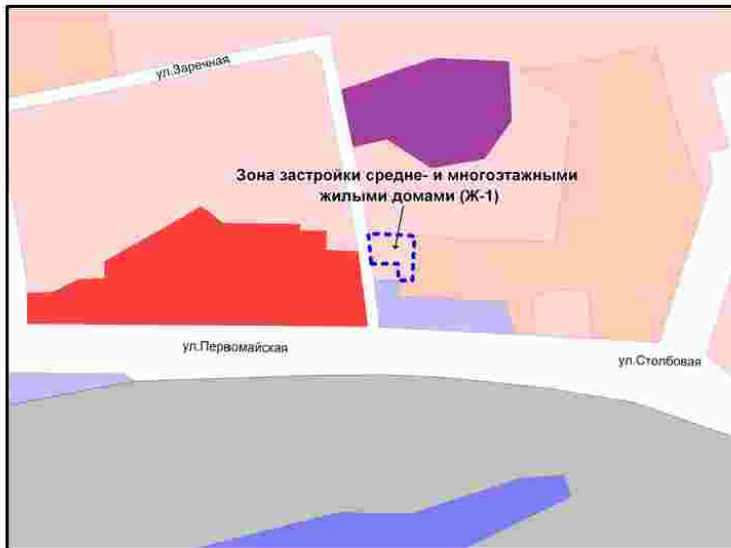 ул.Заречная
Зона застройки средне- и многоэтажными
жилыми домами (Ж-1)
ул.Первомайская
ул.Столбовая